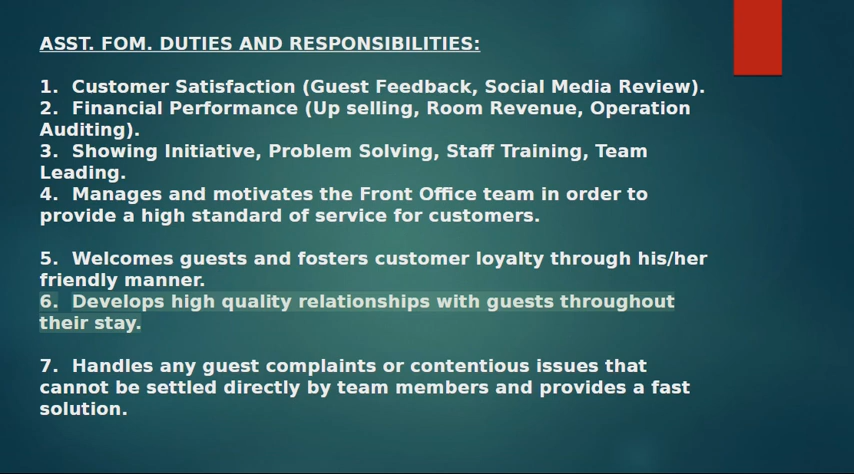 ASST. FOM. DUTIES AND RESPONSIBILITIES:
1. Customer Satisfaction (Guest Feedback, Social Media Review).
2. Financial Performance (Up selling, Room Revenue, Operation
Auditing).
3. Showing Initiative, Problem Solving, Staff Training, Team
Leading.
4. Manages and motivates the Front Office team in order to
provide a high standard of service for customers.
5. Welcomes guests and fosters customer loyalty through his/her
friendly manner.
6. Develops high quality relationships with guests throughout
their stay.
7. Handles any guest complaints or contentious issues that
cannot be settled directly by team members and provides a fast
solution.